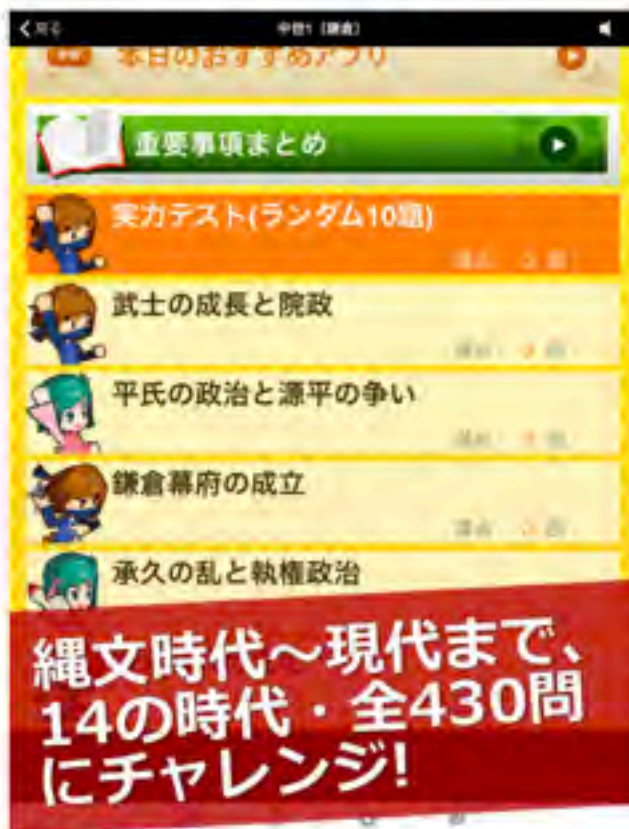 戻る
中世1 (鎌倉)
本日のおすすめアプリ
重要事項まとめ
実力テスト(ランダム10題)
武士の成長と院政
平氏の政治と源平の争い
鎌倉幕府の成立
承久の乱と執権政治
縄文時代～現代まで、
14の時代・全430問
にチャレンジ!